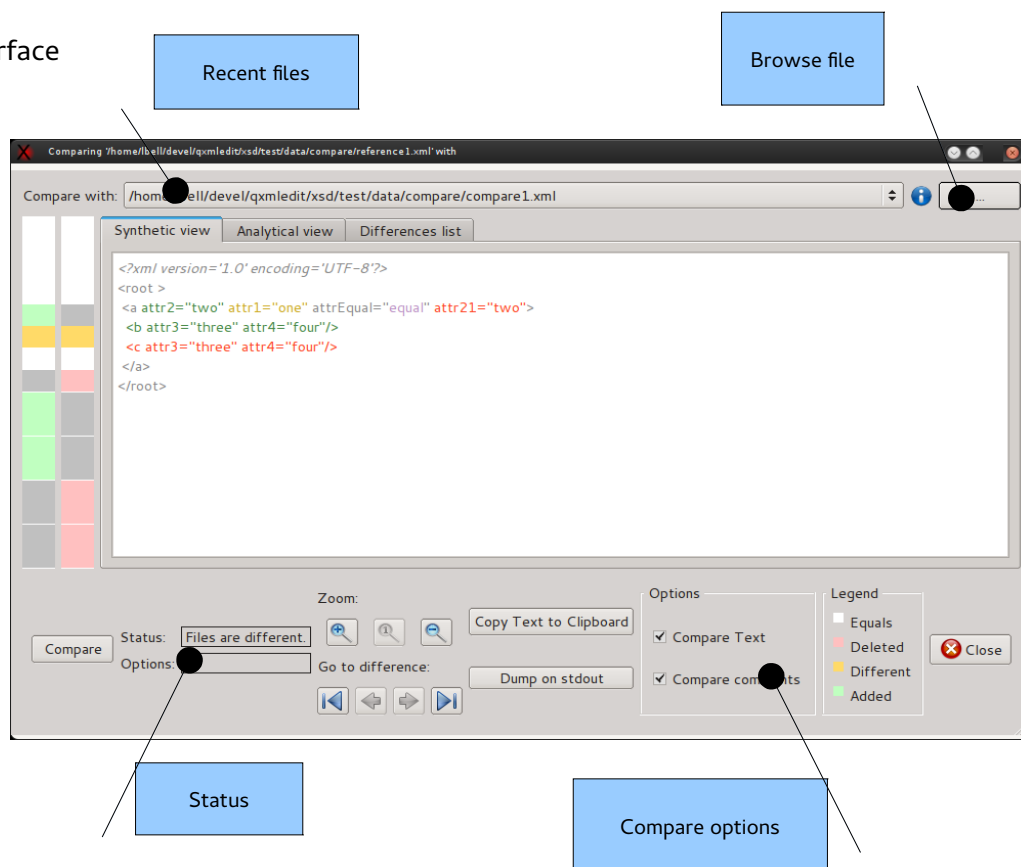 rface
Recent files
Browse file
Comparing '/home/lbell/devel/qxmledit/xsd/test/data/compare/reference1.xml' with
Compare with: /home ell/devel/qxmledit/xsd/test/data/compare/compare1.xml ...
Synthetic view Analytical view Differences list
<?xml version='1.0' encoding='UTF-8'?>
<root >
<a attr2="two" attr1="one" attrEqual="equal" attr21="two">
<b attr3="three" attr4="four"/>
<c attr3="three" attr4="four"/>
</a>
</root>
Compare
Status: Files are different.
Options:
Zoom:
Go to difference:
Copy Text to Clipboard
Dump on stdout
Options
Compare Text
Compare comments
Legend
Equals
Deleted
Different
Added
Close
Status
Compare options